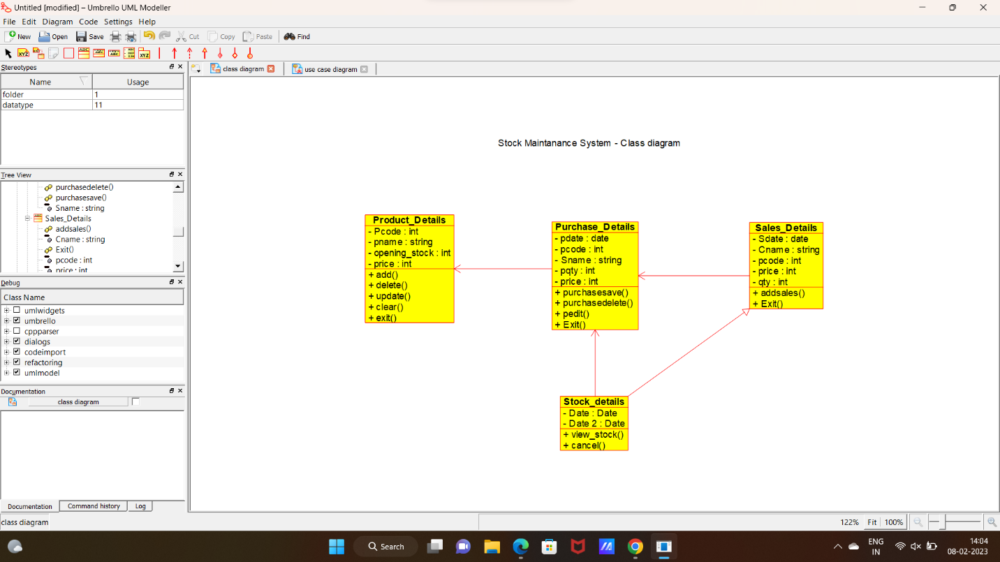 Untitled [modified] – Umbrello UML Modeller
File Edit Diagram Code Settings Help
New Open Save Cut Copy Paste Find
Stereotypes
Name Usage
folder 1
datatype 11
Tree View
purchasedelete()
purchasesave()
Sname : string
Sales_Details
addsales()
Cname : string
Exit()
pcode : int
price : int
Debug
Class Name
umlwidgets
umbrello
cppparser
dialogs
codeimport
refactoring
umlmodel
Documentation
class diagram
Documentation Command history Log
class diagram
class diagram use case diagram
Stock Maintanance System - Class diagram
Product_Details
- Pcode : int
- pname : string
- opening_stock : int
- price : int
+ add()
+ delete()
+ update()
+ clear()
+ exit()
Purchase_Details
- pdate : date
- pcode : int
- Sname : string
- pqty : int
- price : int
+ purchasesave()
+ purchasedelete()
+ pedit()
+ Exit()
Sales_Details
- Sdate : date
- Cname : string
- pcode : int
- price : int
- qty : int
+ addsales()
+ Exit()
Stock_details
- Date : Date
- Date 2 : Date
+ view_stock()
+ cancel()
122% Fit 100%
Search
ENG
IN
14:04
08-02-2023